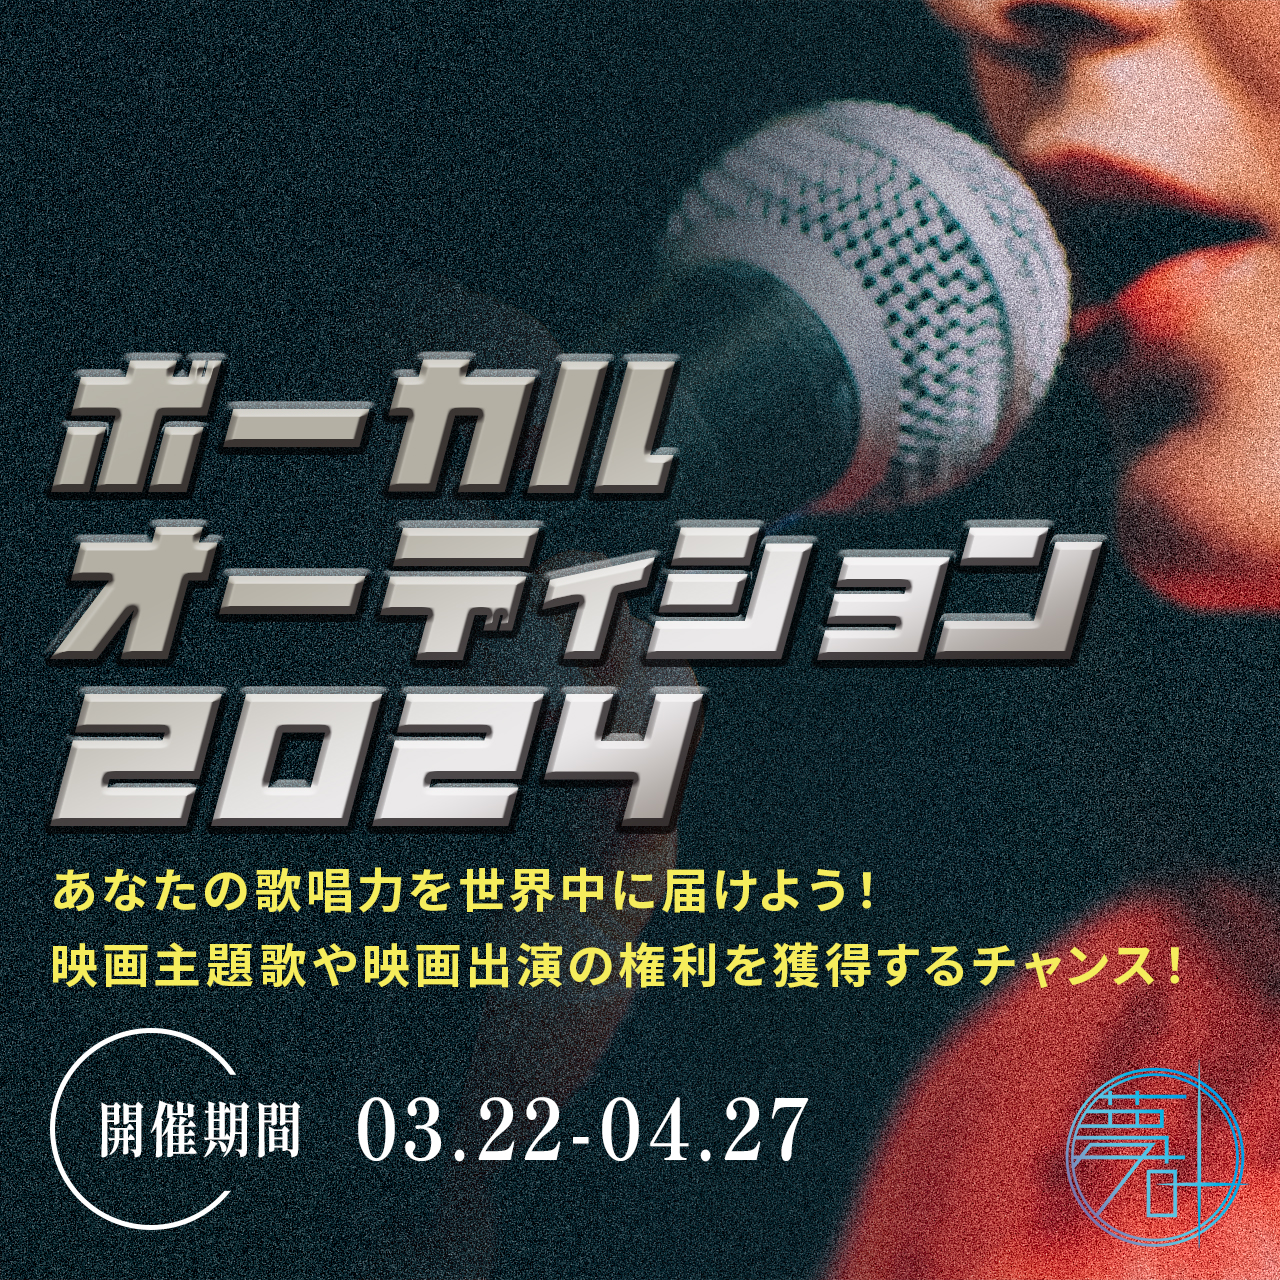 ボーカル
オーディション
2024
あなたの歌唱力を世界中に届けよう！
映画主題歌や映画出演の権利を獲得するチャンス！
開催期間 03.22-04.27